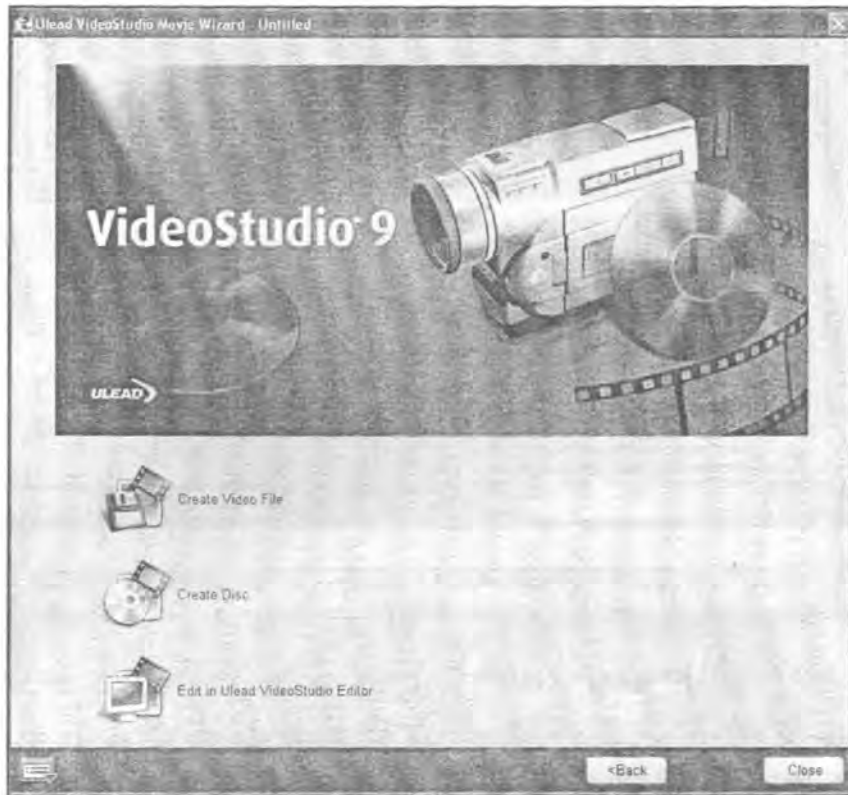 Ulead VideoStudio Movie Wizard - Untitled
VideoStudio 9
ULEAD
Create Video File
Create Disc
Edit in Ulead VideoStudio Editor
<Back
Close